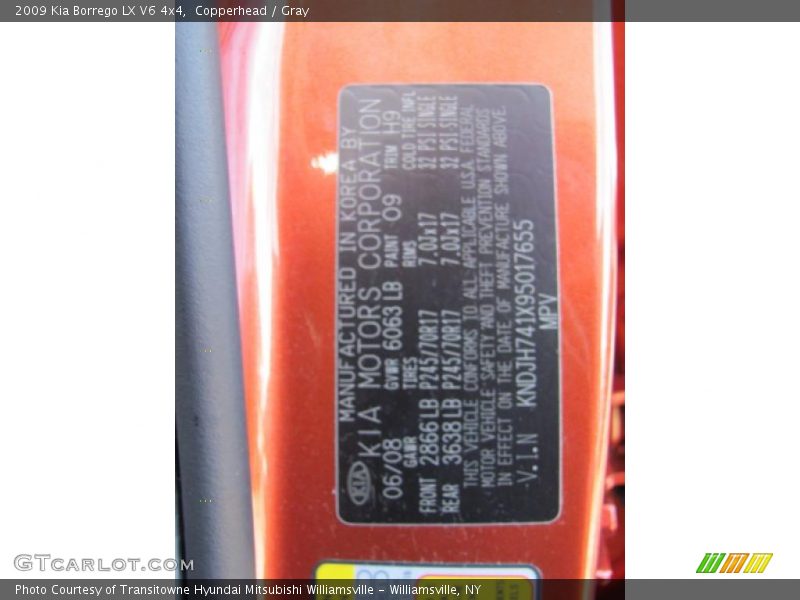 2009 Kia Borrego LX V6 4x4, Copperhead / Gray
MANUFACTURED IN KOREA BY
KIA KIA MOTORS CORPORATION
06/08 GVWR 6063 LB PAINT 09 TRIM H9
GAWR TIRES RIMS COLD TIRE INFL
FRONT 2866 LB P245/70R17 7.0Jx17 32 PSI SINGLE
REAR 3638 LB P245/70R17 7.0Jx17 32 PSI SINGLE
THIS VEHICLE CONFORMS TO ALL APPLICABLE U.S.A. FEDERAL
MOTOR VEHICLE SAFETY AND THEFT PREVENTION STANDARDS
IN EFFECT ON THE DATE OF MANUFACTURE SHOWN ABOVE.
V.I.N KNDJH741X95017655
MPV
GTCarLot.com
Photo Courtesy of Transitowne Hyundai Mitsubishi Williamsville - Williamsville, NY